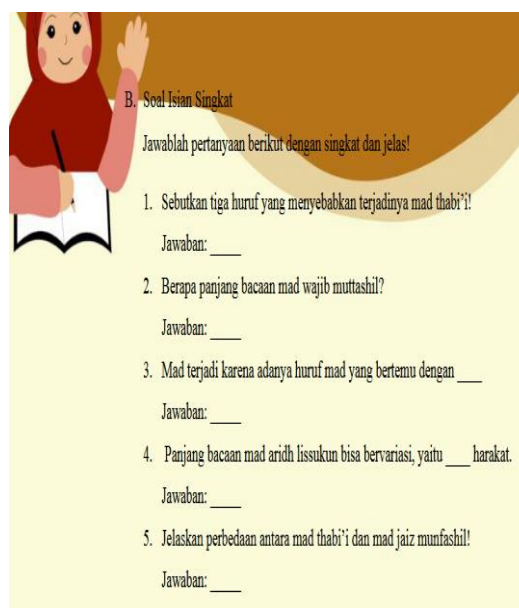 B. Soal Isian Singkat
Jawablah pertanyaan berikut dengan singkat dan jelas!
1. Sebutkan tiga huruf yang menyebabkan terjadinya mad thabi’i!
Jawaban: ____
2. Berapa panjang bacaan mad wajib muttashil?
Jawaban: ____
3. Mad terjadi karena adanya huruf mad yang bertemu dengan ____
Jawaban: ____
4. Panjang bacaan mad aridh lissukun bisa bervariasi, yaitu ____ harakat.
Jawaban: ____
5. Jelaskan perbedaan antara mad thabi’i dan mad jaiz munfashil!
Jawaban: ____